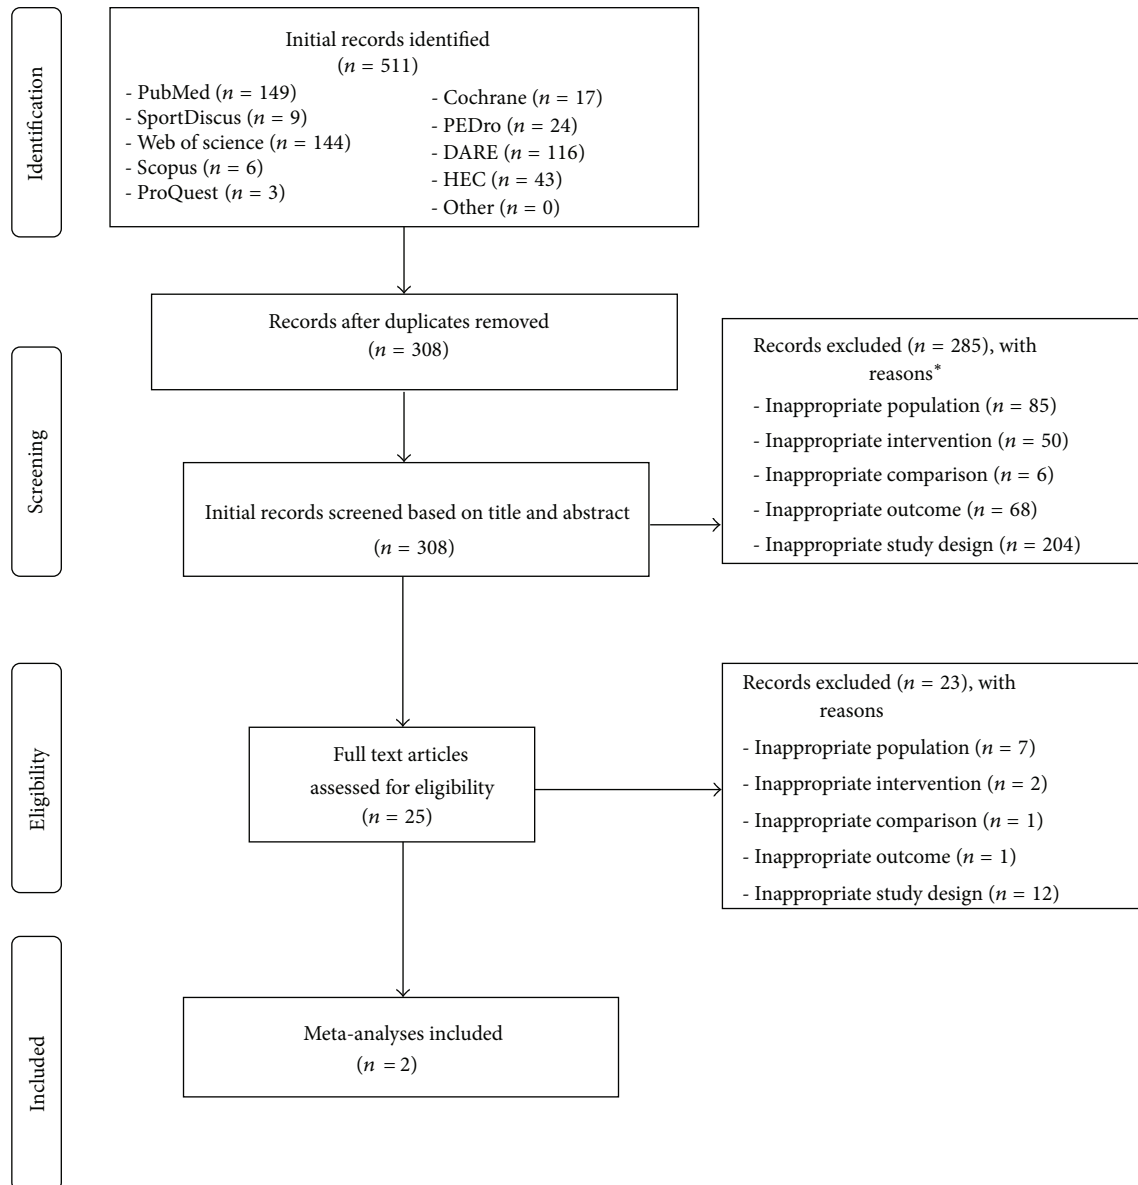 Identification
Initial records identified
(n = 511)
- PubMed (n = 149)
- SportDiscus (n = 9)
- Web of science (n = 144)
- Scopus (n = 6)
- ProQuest (n = 3)
- Cochrane (n = 17)
- PEDro (n = 24)
- DARE (n = 116)
- HEC (n = 43)
- Other (n = 0)
Records after duplicates removed
(n = 308)
Screening
Initial records screened based on title and abstract
(n = 308)
Records excluded (n = 285), with
reasons*
- Inappropriate population (n = 85)
- Inappropriate intervention (n = 50)
- Inappropriate comparison (n = 6)
- Inappropriate outcome (n = 68)
- Inappropriate study design (n = 204)
Eligibility
Full text articles
assessed for eligibility
(n = 25)
Records excluded (n = 23), with
reasons
- Inappropriate population (n = 7)
- Inappropriate intervention (n = 2)
- Inappropriate comparison (n = 1)
- Inappropriate outcome (n = 1)
- Inappropriate study design (n = 12)
Included
Meta-analyses included
(n = 2)